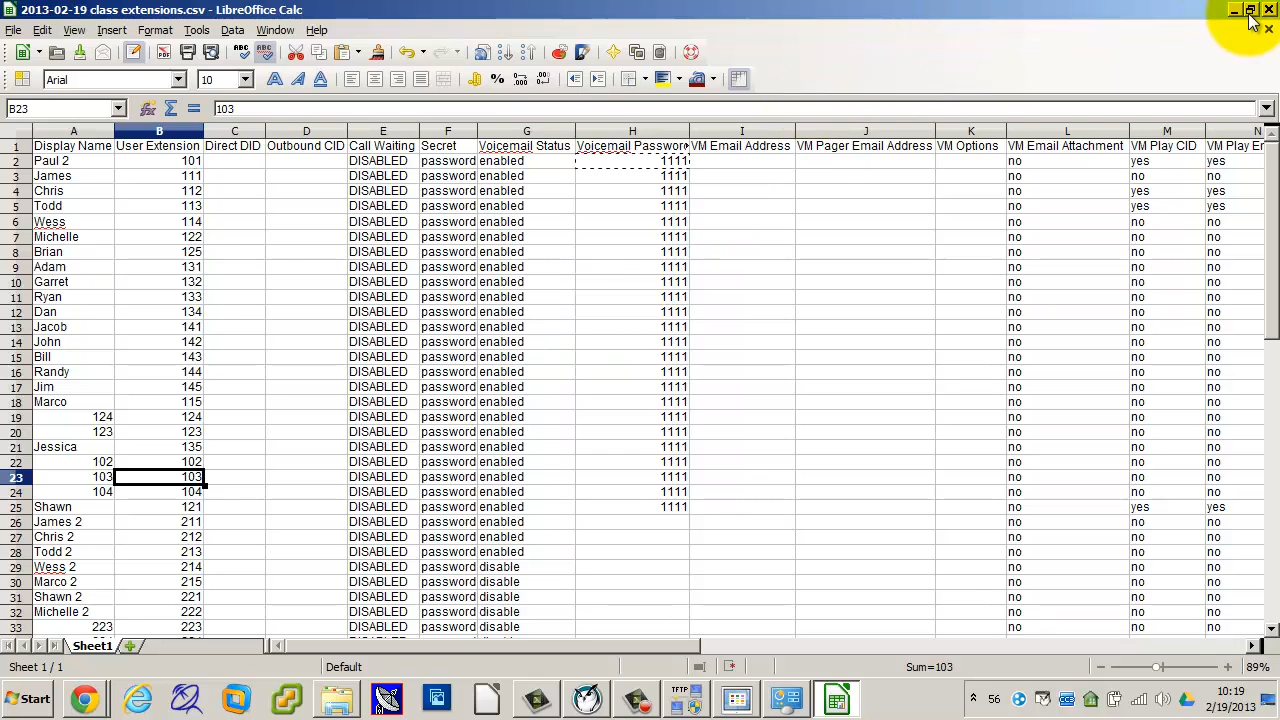 2013-02-19 class extensions.csv - LibreOffice Calc
File Edit View Insert Format Tools Data Window Help
Arial 10
B23 103
A B C D E F G H I J K L M N
1 Display Name User Extension Direct DID Outbound CID Call Waiting Secret Voicemail Status Voicemail Password VM Email Address VM Pager Email Address VM Options VM Email Attachment VM Play CID VM Play En
2 Paul 2 101 DISABLED password enabled 1111 no yes yes
3 James 111 DISABLED password enabled 1111 no no no
4 Chris 112 DISABLED password enabled 1111 no yes yes
5 Todd 113 DISABLED password enabled 1111 no yes yes
6 Wess 114 DISABLED password enabled 1111 no no no
7 Michelle 122 DISABLED password enabled 1111 no no no
8 Brian 125 DISABLED password enabled 1111 no no no
9 Adam 131 DISABLED password enabled 1111 no no no
10 Garret 132 DISABLED password enabled 1111 no no no
11 Ryan 133 DISABLED password enabled 1111 no no no
12 Dan 134 DISABLED password enabled 1111 no no no
13 Jacob 141 DISABLED password enabled 1111 no no no
14 John 142 DISABLED password enabled 1111 no no no
15 Bill 143 DISABLED password enabled 1111 no no no
16 Randy 144 DISABLED password enabled 1111 no no no
17 Jim 145 DISABLED password enabled 1111 no no no
18 Marco 115 DISABLED password enabled 1111 no no no
19 124 124 DISABLED password enabled 1111 no no no
20 123 123 DISABLED password enabled 1111 no no no
21 Jessica 135 DISABLED password enabled 1111 no no no
22 102 102 DISABLED password enabled 1111 no no no
23 103 103 DISABLED password enabled 1111 no no no
24 104 104 DISABLED password enabled 1111 no no no
25 Shawn 121 DISABLED password enabled 1111 no yes yes
26 James 2 211 DISABLED password enabled no no no
27 Chris 2 212 DISABLED password enabled no no no
28 Todd 2 213 DISABLED password enabled no no no
29 Wess 2 214 DISABLED password disable no no no
30 Marco 2 215 DISABLED password disable no no no
31 Shawn 2 221 DISABLED password disable no no no
32 Michelle 2 222 DISABLED password disable no no no
33 223 223 DISABLED password disable no no no
Sheet1
Sheet 1 / 1 Default Sum=103 89%
Start TFTP 56 10:19
2/19/2013